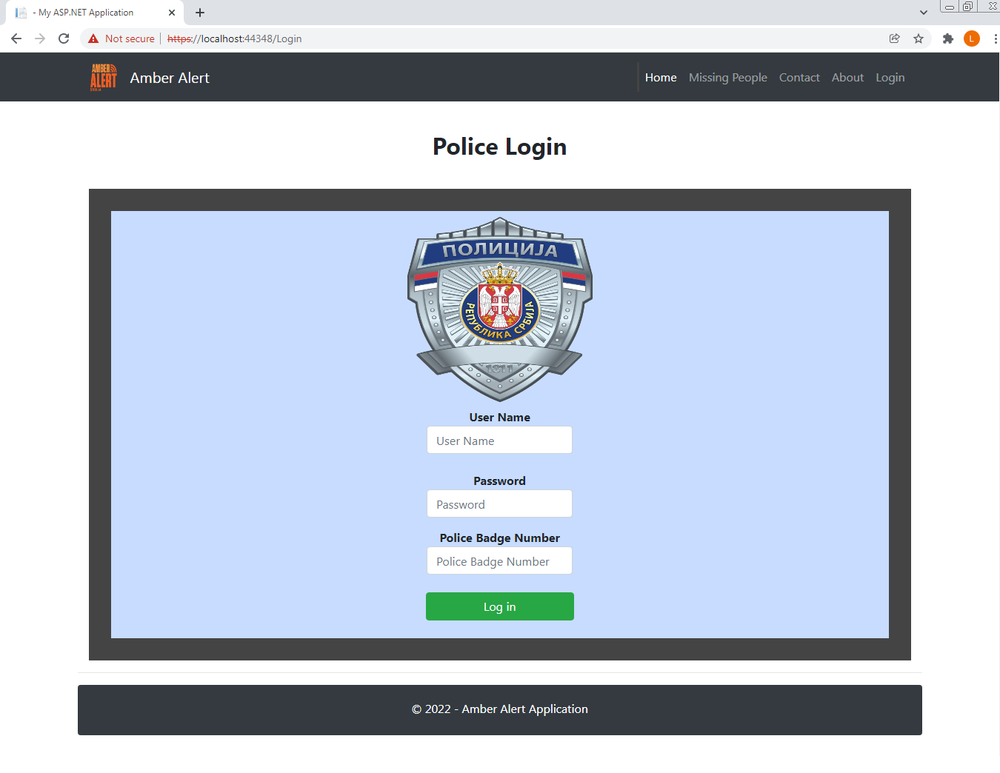 - My ASP.NET Application
Not secure
https://localhost:44348/Login
L
AMBER
ALERT
Amber Alert
Home
Missing People
Contact
About
Login
Police Login
ПОЛИЦИЈА
РЕПУБЛИКА СРБИЈА
1811
User Name
User Name
Password
Password
Police Badge Number
Police Badge Number
Log in
© 2022 - Amber Alert Application